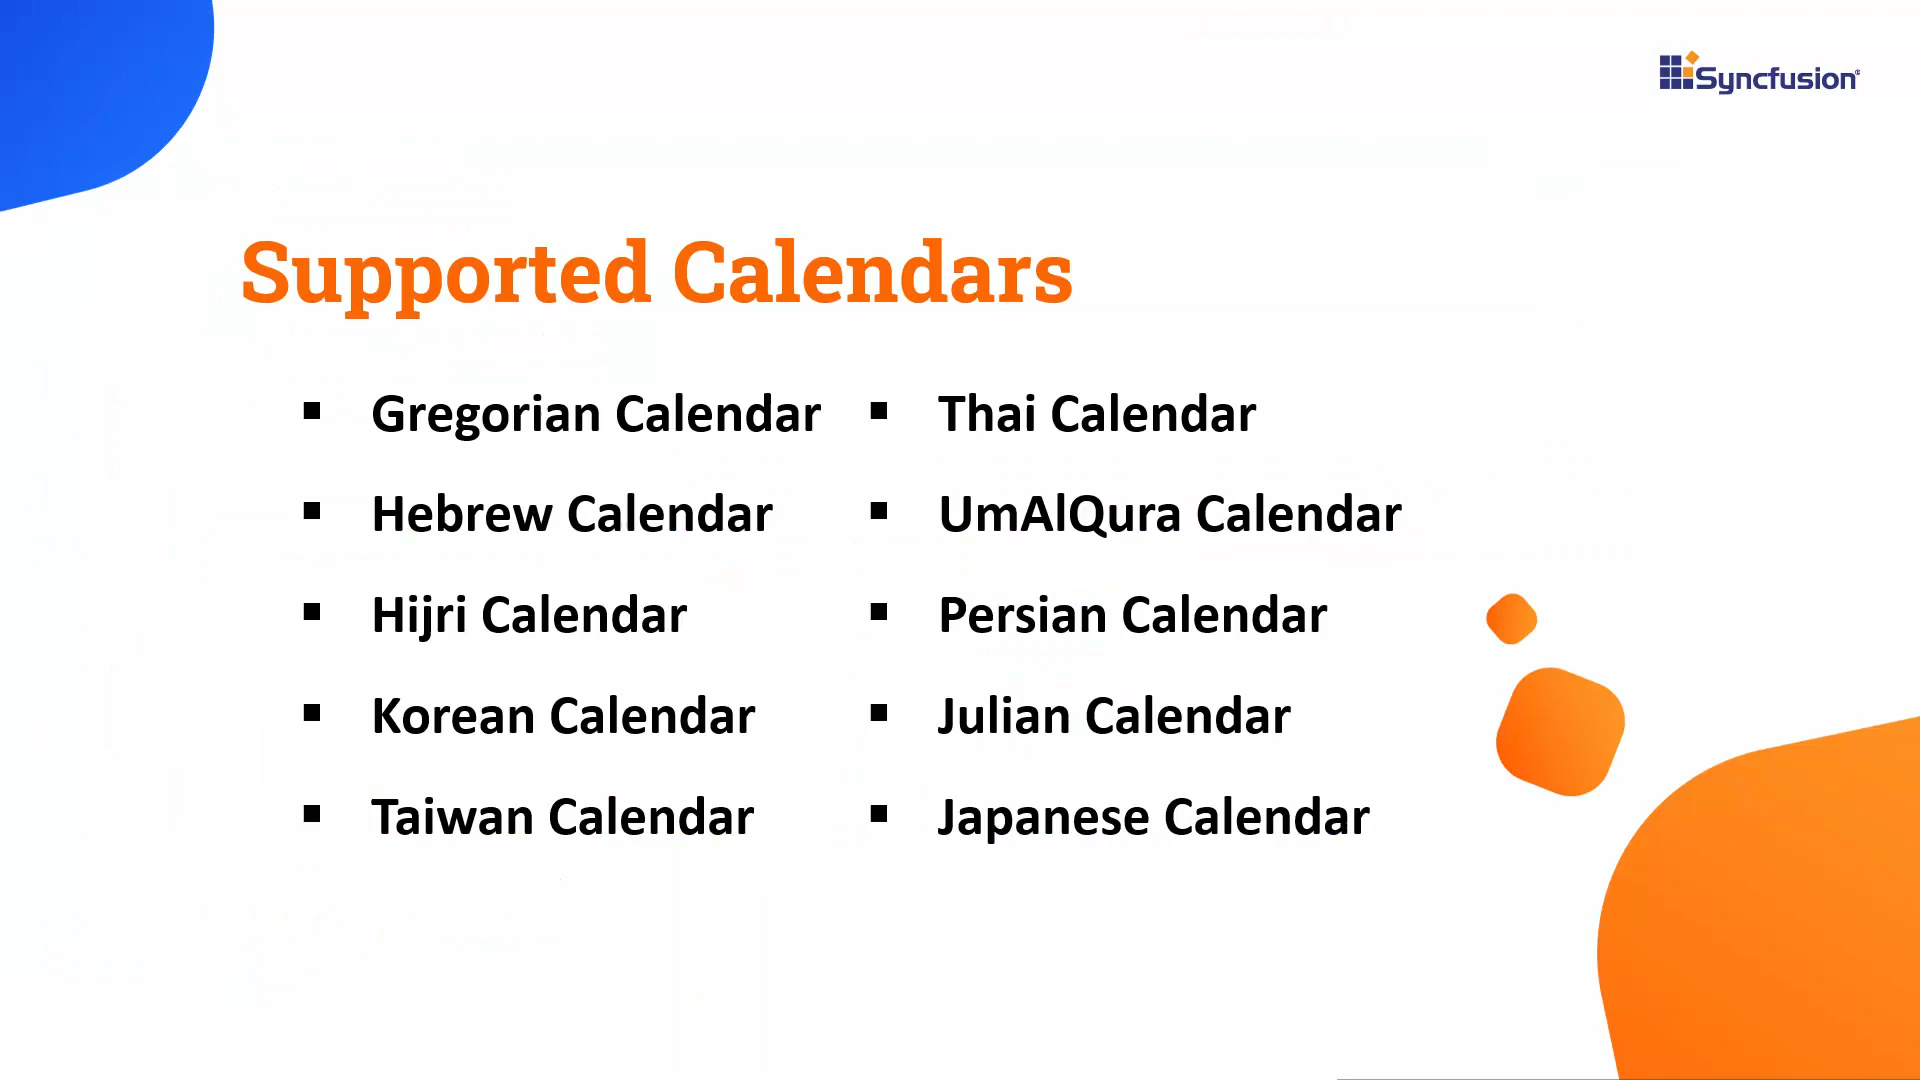 Syncfusion
Supported Calendars
▪ Gregorian Calendar
▪ Hebrew Calendar
▪ Hijri Calendar
▪ Korean Calendar
▪ Taiwan Calendar
▪ Thai Calendar
▪ UmAlQura Calendar
▪ Persian Calendar
▪ Julian Calendar
▪ Japanese Calendar